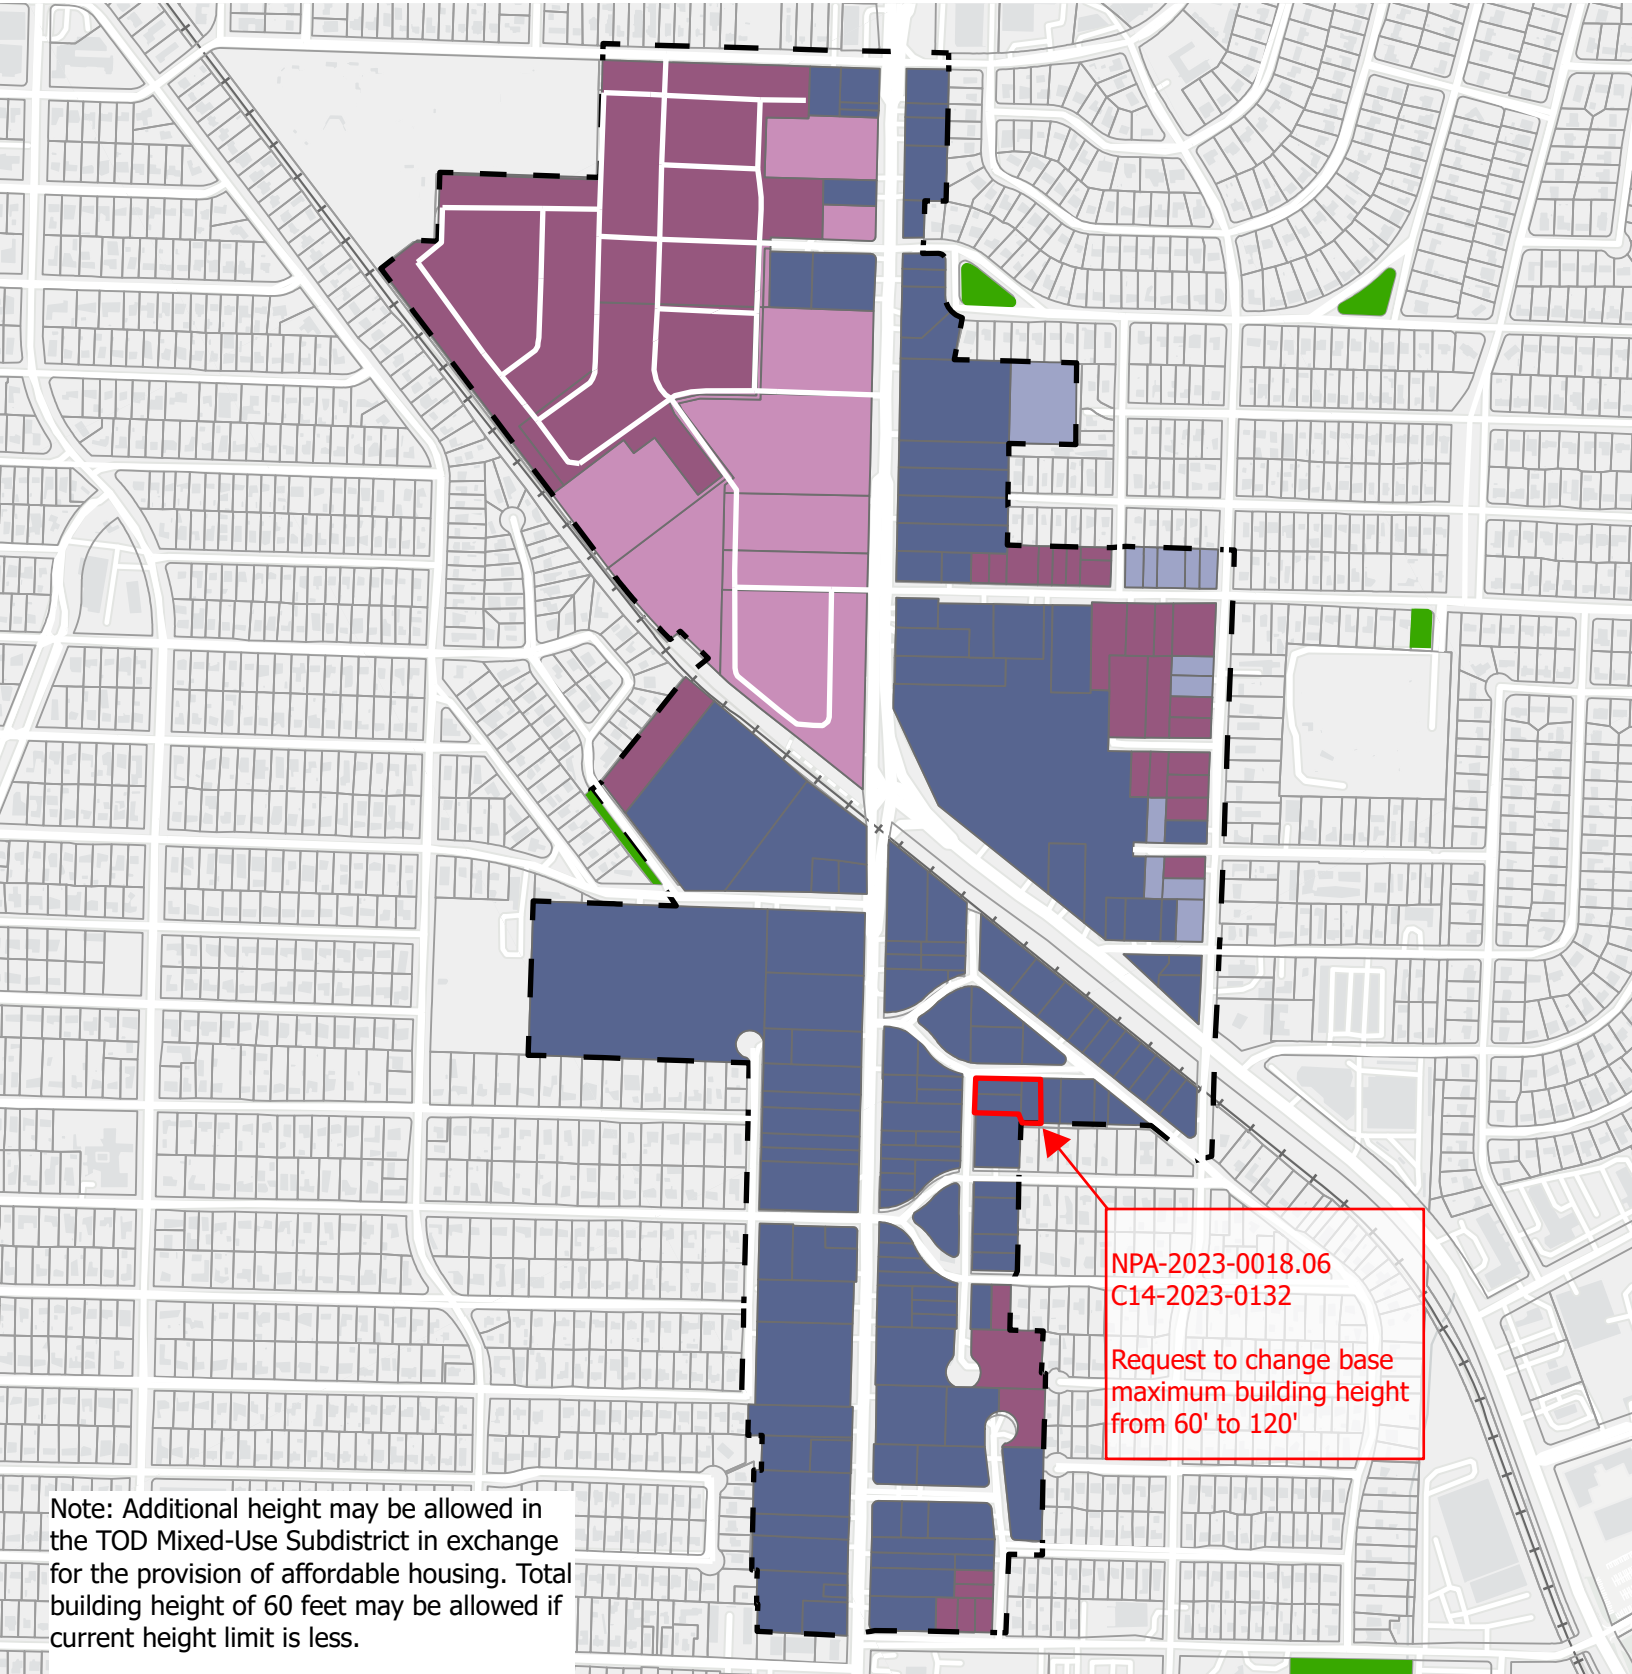 NPA-2023-0018.06
C14-2023-0132
Request to change base
maximum building height
from 60' to 120'
Note: Additional height may be allowed in
the TOD Mixed-Use Subdistrict in exchange
for the provision of affordable housing. Total
building height of 60 feet may be allowed if
current height limit is less.